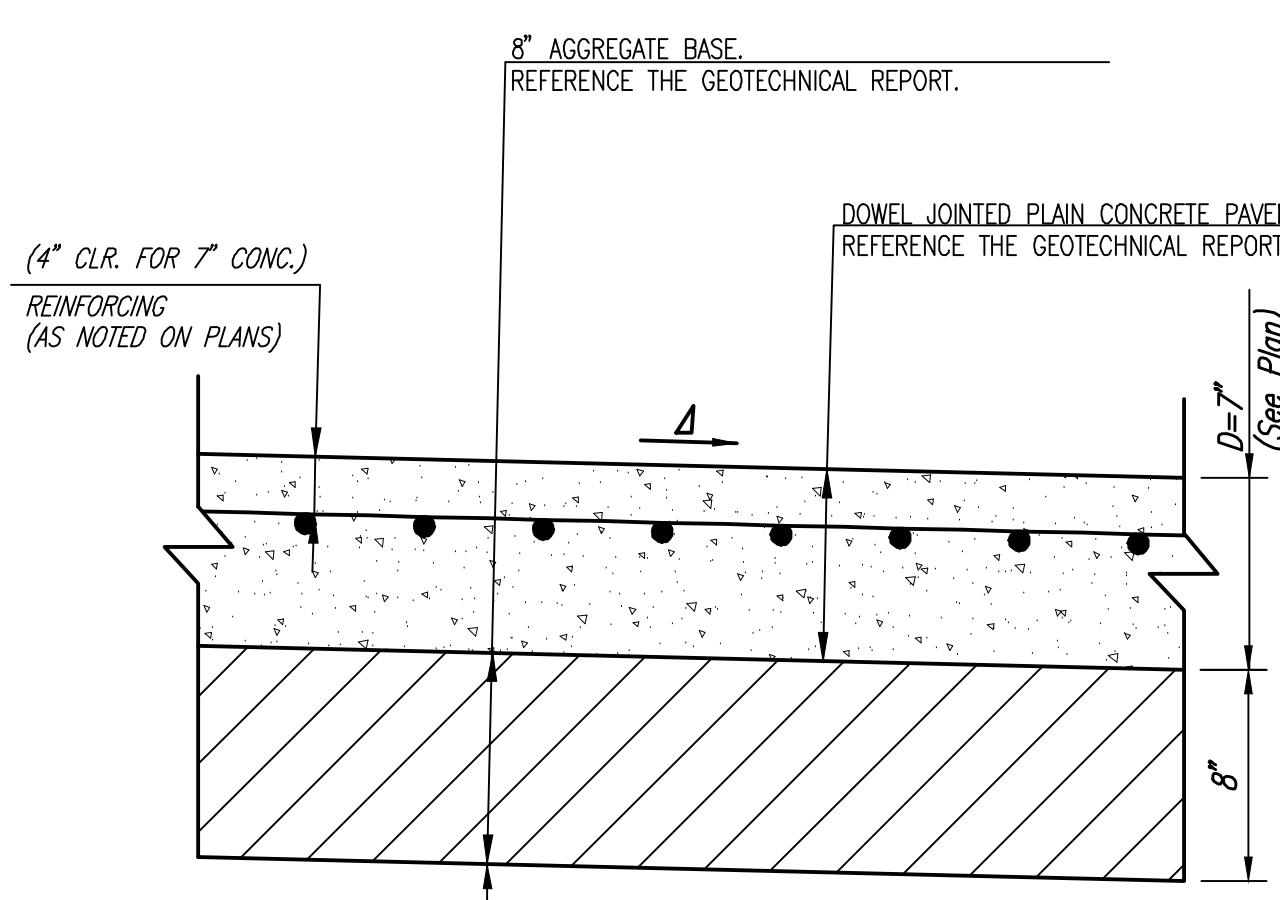 8" AGGREGATE BASE.
REFERENCE THE GEOTECHNICAL REPORT.
DOWEL JOINTED PLAIN CONCRETE
REFERENCE THE GEOTECHNICAL REPORT
(4" CLR. FOR 7" CONC.)
REINFORCING
(AS NOTED ON PLANS)
Δ
D=7"
(See Plan)
8"